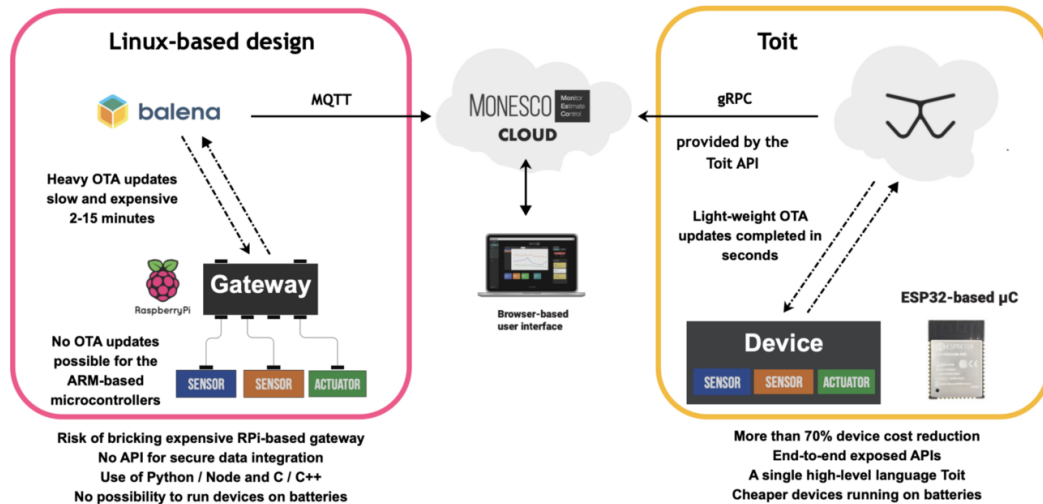 Linux-based design
balena
MQTT
Heavy OTA updates
slow and expensive
2-15 minutes
RaspberryPi
Gateway
No OTA updates
possible for the
ARM-based
microcontrollers
SENSOR
SENSOR
ACTUATOR
Risk of bricking expensive RPi-based gateway
No API for secure data integration
Use of Python / Node and C / C++
No possibility to run devices on batteries
MONESCO
Monitor
Estimate
Control
CLOUD
Browser-based
user interface
Toit
gRPC
provided by the
Toit API
Light-weight OTA
updates completed in
seconds
ESP32-based µC
Device
SENSOR
SENSOR
ACTUATOR
More than 70% device cost reduction
End-to-end exposed APIs
A single high-level language Toit
Cheaper devices running on batteries